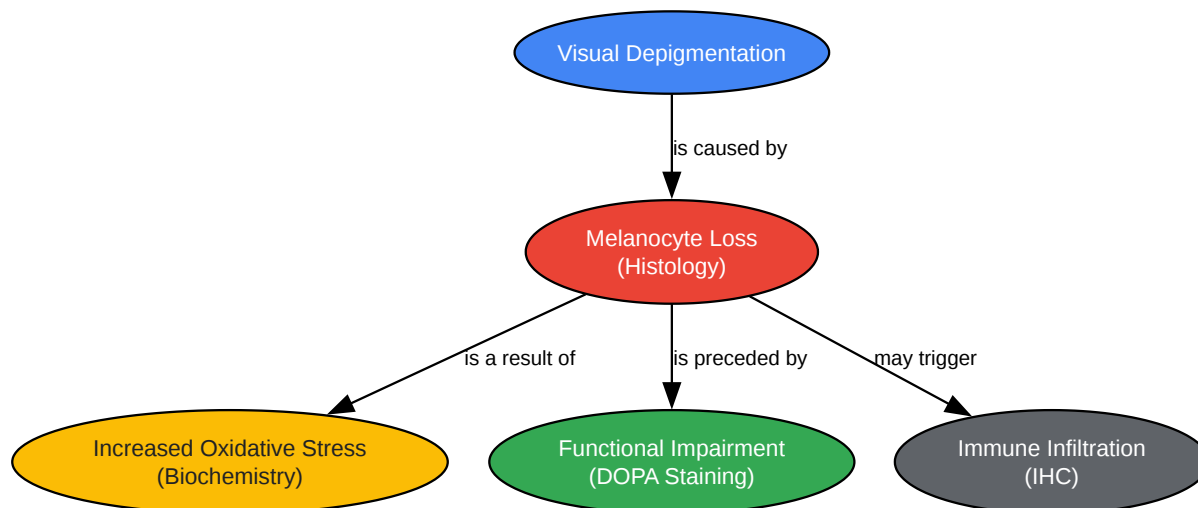 Visual Depigmentation
is caused by
Melanocyte Loss
(Histology)
is a result of
is preceded by
may trigger
Increased Oxidative Stress
(Biochemistry)
Functional Impairment
(DOPA Staining)
Immune Infiltration
(IHC)